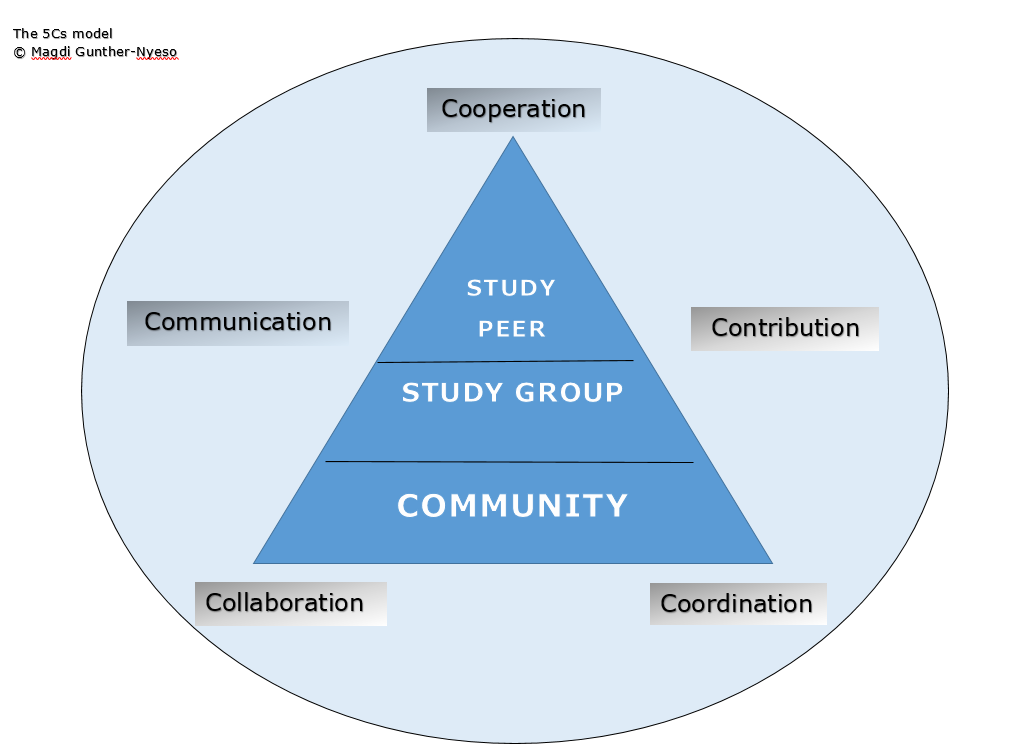 The 5Cs model
© Magdi Gunther-Nyeso
Cooperation
STUDY
PEER
Communication
Contribution
STUDY GROUP
COMMUNITY
Collaboration
Coordination